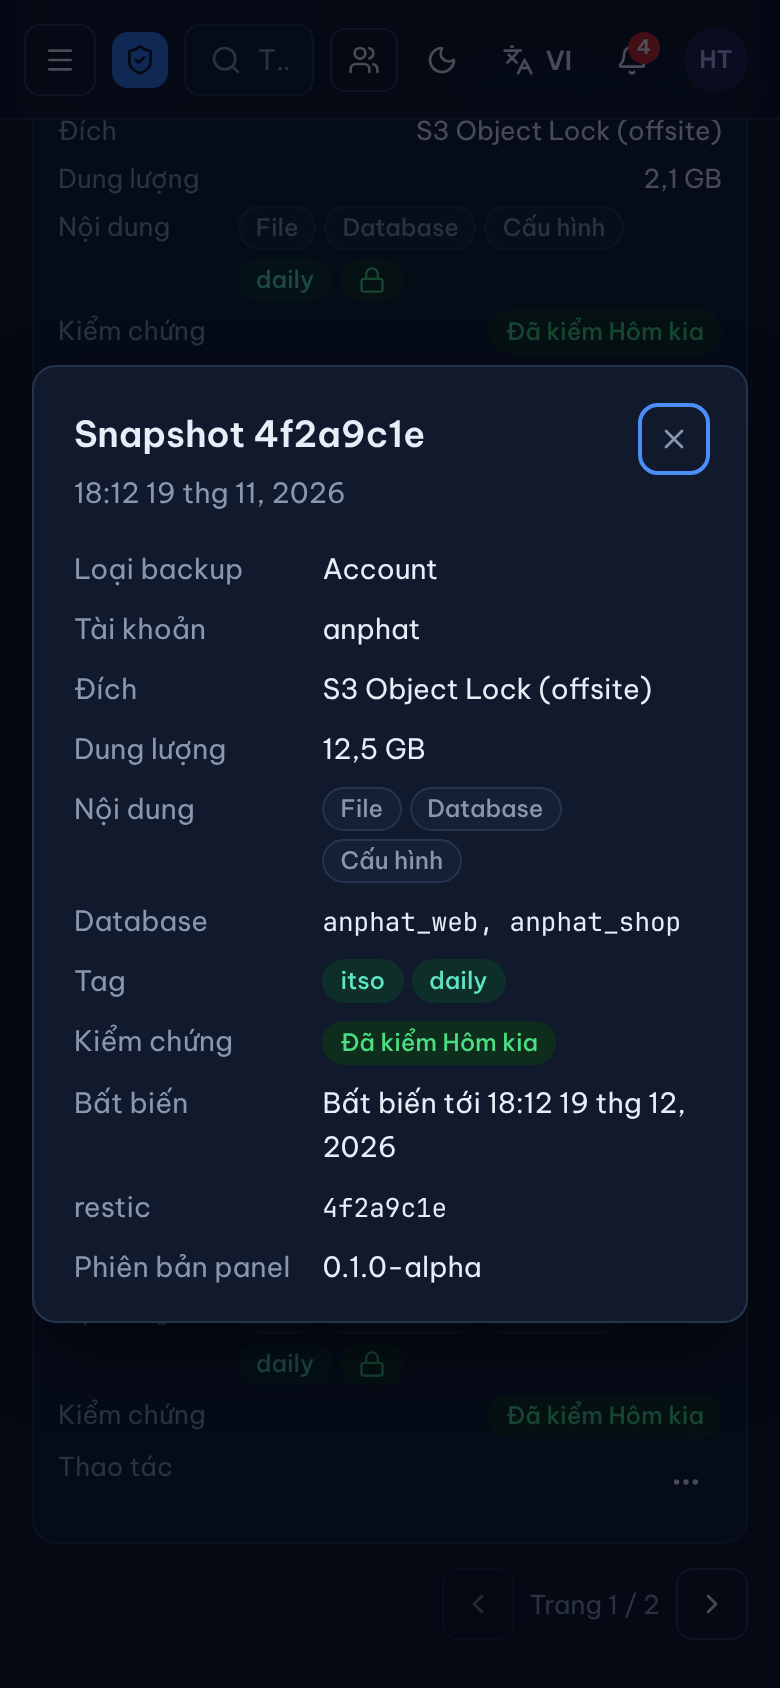 T..
VI
4
HT
Đích
S3 Object Lock (offsite)
Dung lượng
2,1 GB
Nội dung
File
Database
Cấu hình
daily
Kiểm chứng
Đã kiểm Hôm kia
Snapshot 4f2a9c1e
18:12 19 thg 11, 2026
Loại backup
Account
Tài khoản
anphat
Đích
S3 Object Lock (offsite)
Dung lượng
12,5 GB
Nội dung
File
Database
Cấu hình
Database
anphat_web, anphat_shop
Tag
itso
daily
Kiểm chứng
Đã kiểm Hôm kia
Bất biến
Bất biến tới 18:12 19 thg 12,
2026
restic
4f2a9c1e
Phiên bản panel
0.1.0-alpha
daily
Kiểm chứng
Đã kiểm Hôm kia
Thao tác
Trang 1 / 2